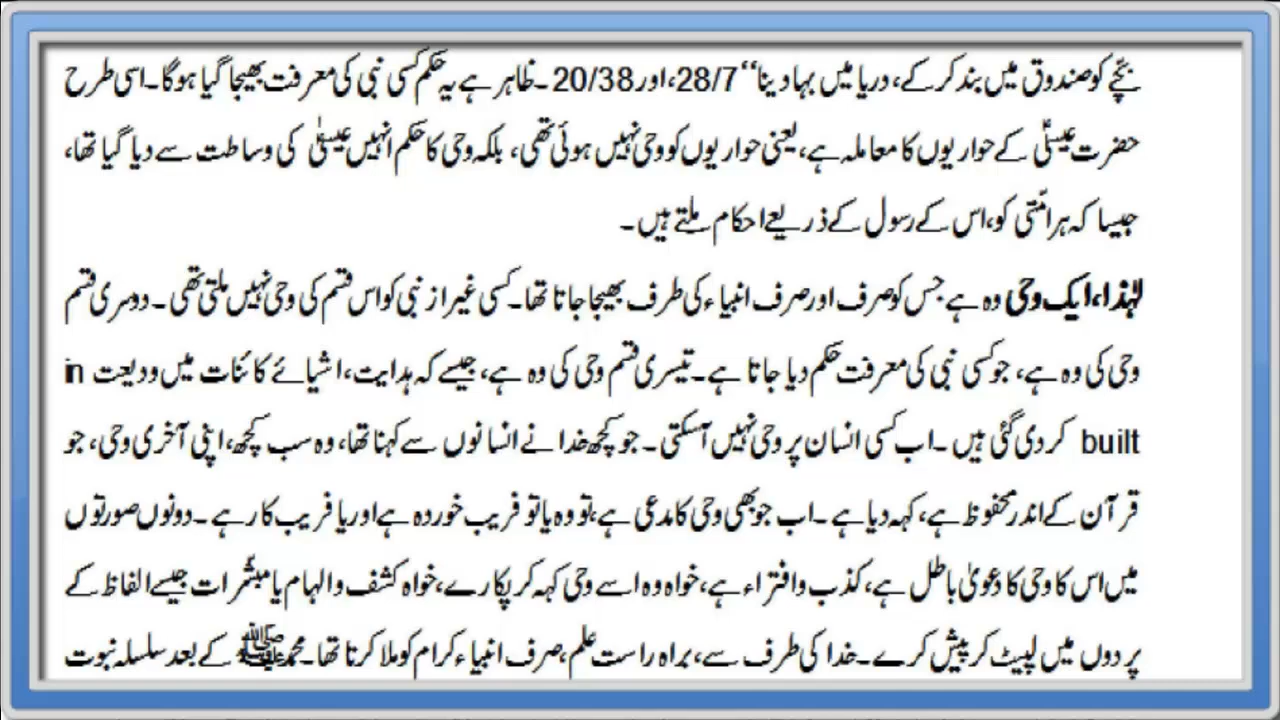 بچّے کو صندوق میں بند کر کے، دریا میں بہا دینا‘‘ 28/7،اور 20/38۔ظاہر ہے یہ حکم کسی نبی کی معرفت بھیجا گیا ہوگا۔اسی طرح
حضرت عیسیٰؑ کے حواریوں کا معاملہ ہے، یعنی حواریوں کو وحی نہیں ہوئی تھی، بلکہ وحی کا حکم انہیں عیسیٰ کی وساطت سے دیا گیا تھا،
جیسا کہ ہر امّتی کو،اس کے رسول کے ذریعے احکام ملتے ہیں۔
لہٰذا، ایک وحی وہ ہے جس کو صرف اور صرف انبیاء کی طرف بھیجا جاتا تھا۔ کسی غیر از نبی کو اس قسم کی وحی نہیں ملتی تھی۔ دوسری قسم
وحی کی وہ ہے، جو کسی نبی کی معرفت حکم دیا جاتا ہے۔ تیسری قسم وحی کی وہ ہے، جیسے کہ ہدایت، اشیائے کائنات میں ودیعت in
built کر دی گئی ہیں۔ اب کسی انسان پر وحی نہیں آسکتی۔ جو کچھ خدا نے انسانوں سے کہنا تھا، وہ سب کچھ، اپنی آخری وحی، جو
قرآن کے اندر محفوظ ہے، کہہ دیا ہے۔ اب جو بھی وحی کا مدعی ہے،تو وہ یا تو فریب خوردہ ہے اور یا فریب کار ہے۔ دونوں صورتوں
میں اس کا وحی کا دعویٰ باطل ہے، کذب و افتراء ہے، خواہ وہ اسے وحی کہہ کر پکارے، خواہ کشف و الہام یا مبشّرات جیسے الفاظ کے
پردوں میں لپیٹ کر پیش کرے۔ خدا کی طرف سے، براہ راست علم، صرف انبیاء کرام کو ملا کرتا تھا۔ محمدﷺ کے بعد سلسلہ نبوت